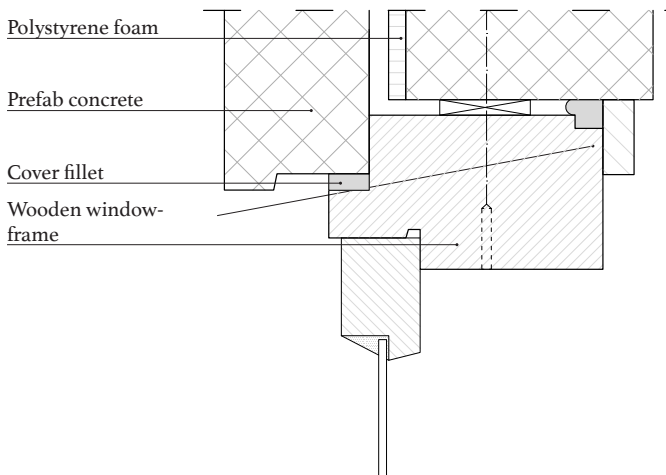 Polystyrene foam
Prefab concrete
Cover fillet
Wooden window-
frame